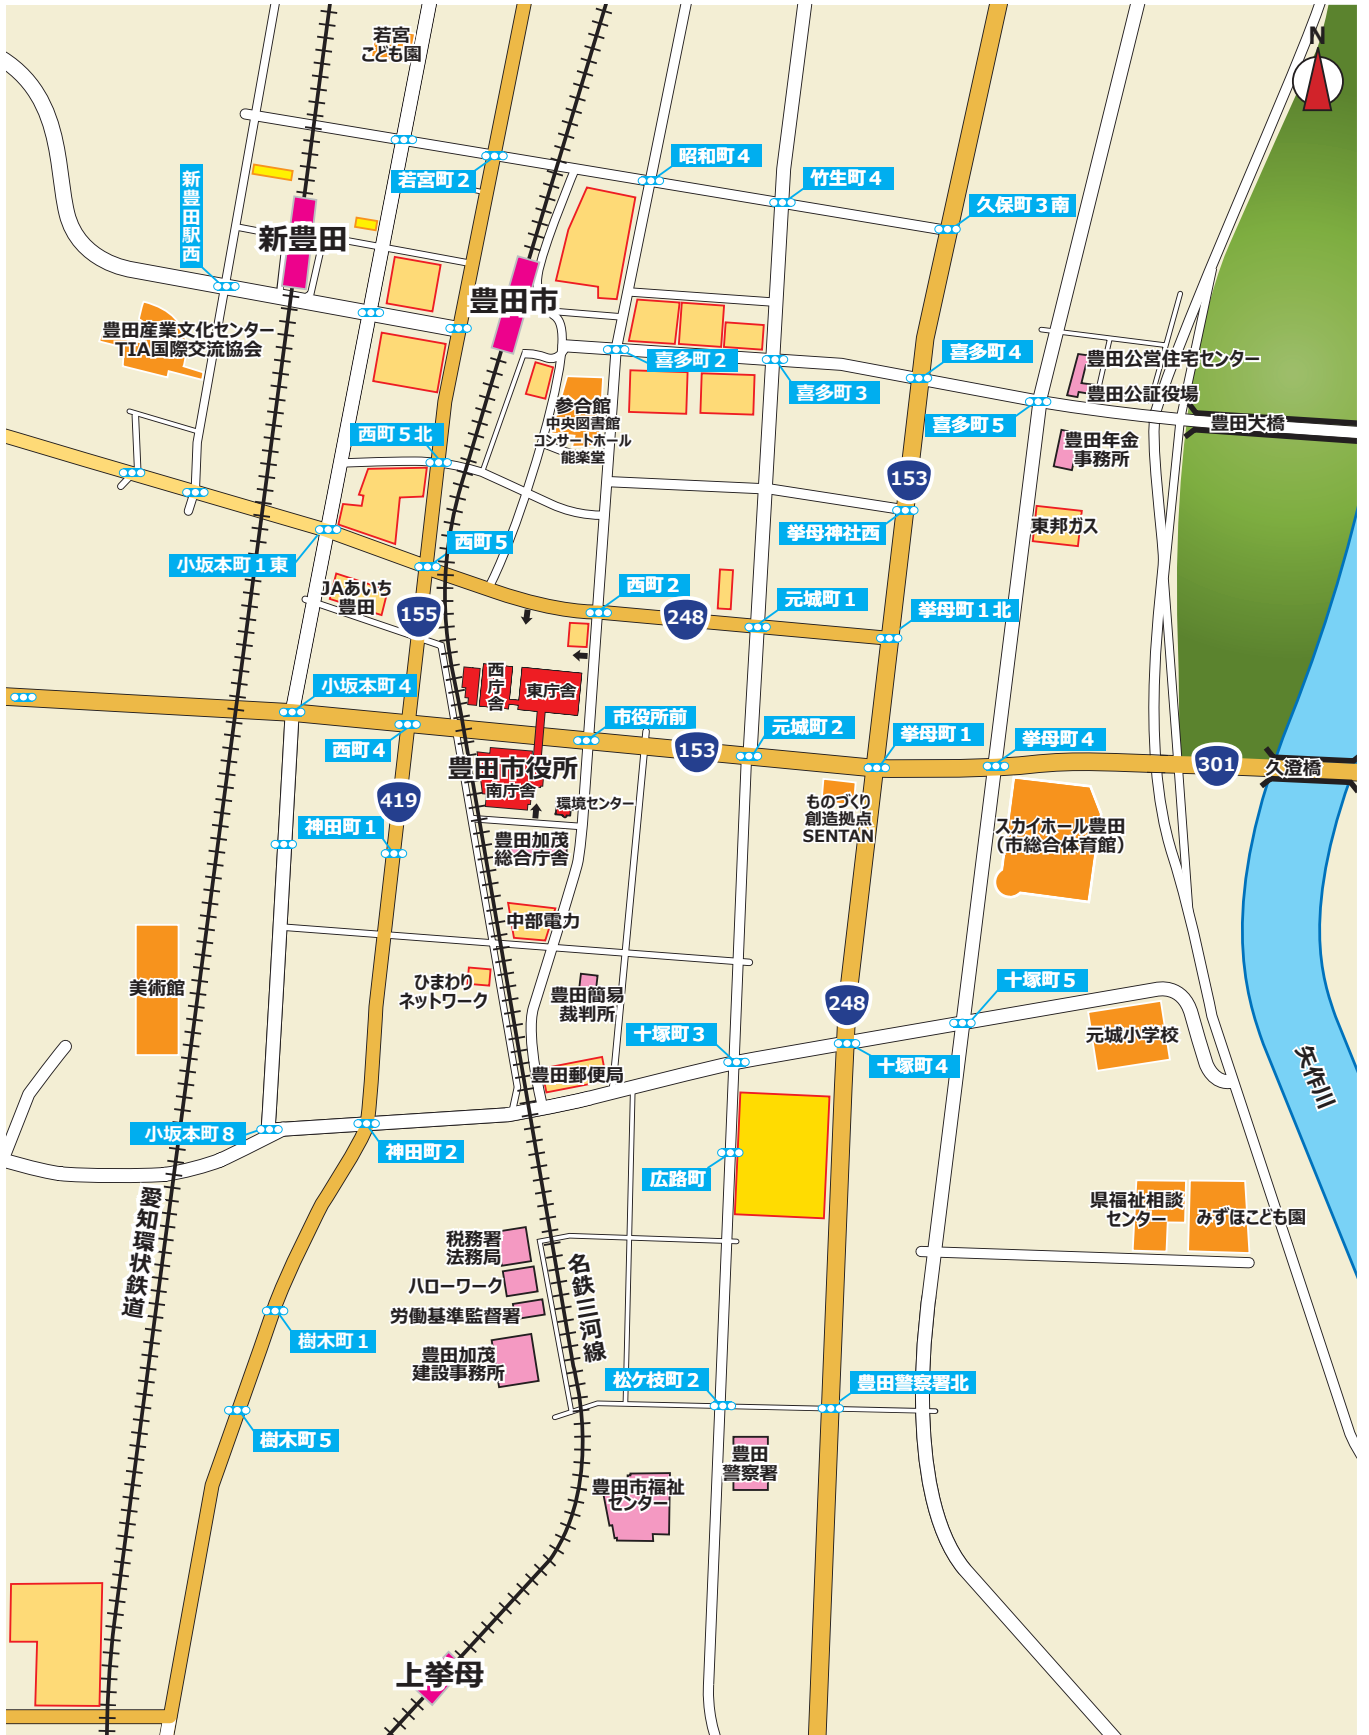 若宮
こども園
N
昭和町4
若宮町2
竹生町4
久保町3南
新豊田駅西
新豊田
豊田市
豊田産業文化センター
TIA国際交流協会
喜多町2
喜多町3
喜多町4
喜多町5
豊田公営住宅センター
豊田公証役場
豊田大橋
参合館
中央図書館
コンサートホール
能楽堂
西町5北
豊田年金
事務所
153
挙母神社西
東邦ガス
小坂本町1東
西町5
JAあいち
豊田
155
西町2
248
元城町1
挙母町1北
西庁舎
東庁舎
小坂本町4
西町4
市役所前
153
元城町2
挙母町1
挙母町4
301
久澄橋
豊田市役所
南庁舎
環境センター
419
神田町1
豊田加茂
総合庁舎
ものづくり
創造拠点
SENTAN
スカイホール豊田
(市総合体育館)
中部電力
美術館
ひまわり
ネットワーク
豊田簡易
裁判所
248
十塚町5
十塚町3
十塚町4
元城小学校
矢作川
豊田郵便局
小坂本町8
神田町2
広路町
愛知環状鉄道
県福祉相談
センター
みずほこども園
税務署
法務局
ハローワーク
労働基準監督署
名鉄三河線
豊田加茂
建設事務所
樹木町1
松ケ枝町2
豊田警察署北
樹木町5
豊田
警察署
豊田市福祉
センター
上挙母